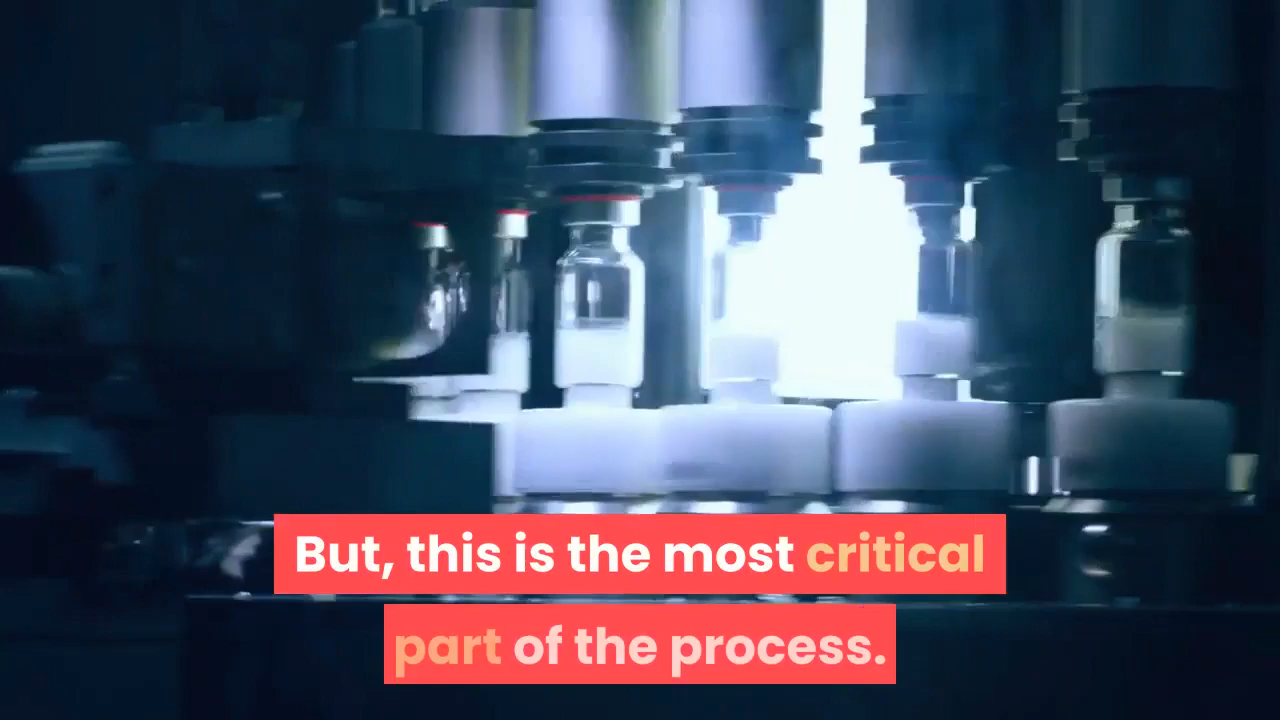 But, this is the most critical
part of the process.